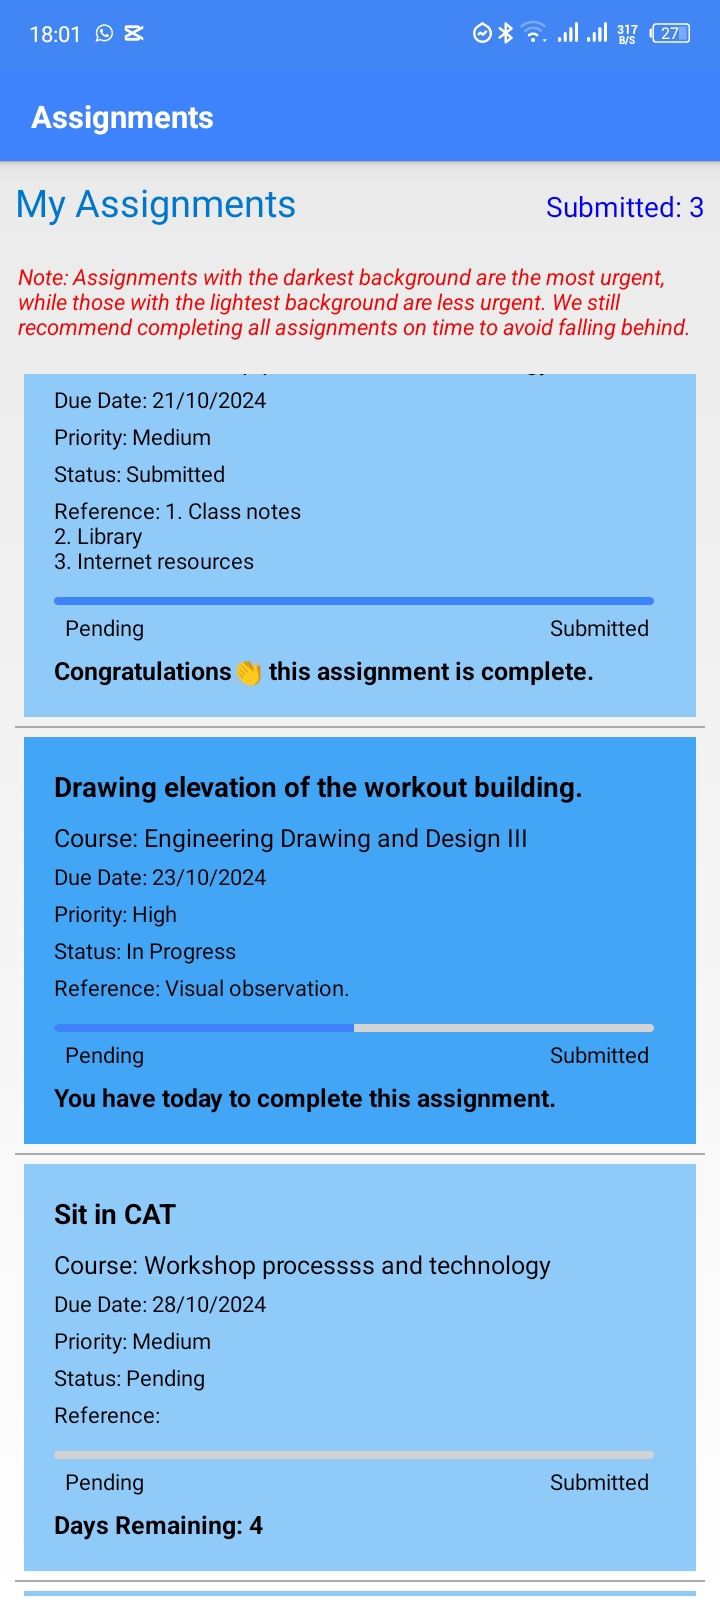 18:01
317
B/S
27
Assignments
My Assignments
Submitted: 3
Note: Assignments with the darkest background are the most urgent,
while those with the lightest background are less urgent. We still
recommend completing all assignments on time to avoid falling behind.
Due Date: 21/10/2024
Priority: Medium
Status: Submitted
Reference: 1. Class notes
2. Library
3. Internet resources
Pending
Submitted
Congratulations👏 this assignment is complete.
Drawing elevation of the workout building.
Course: Engineering Drawing and Design III
Due Date: 23/10/2024
Priority: High
Status: In Progress
Reference: Visual observation.
Pending
Submitted
You have today to complete this assignment.
Sit in CAT
Course: Workshop processss and technology
Due Date: 28/10/2024
Priority: Medium
Status: Pending
Reference:
Pending
Submitted
Days Remaining: 4